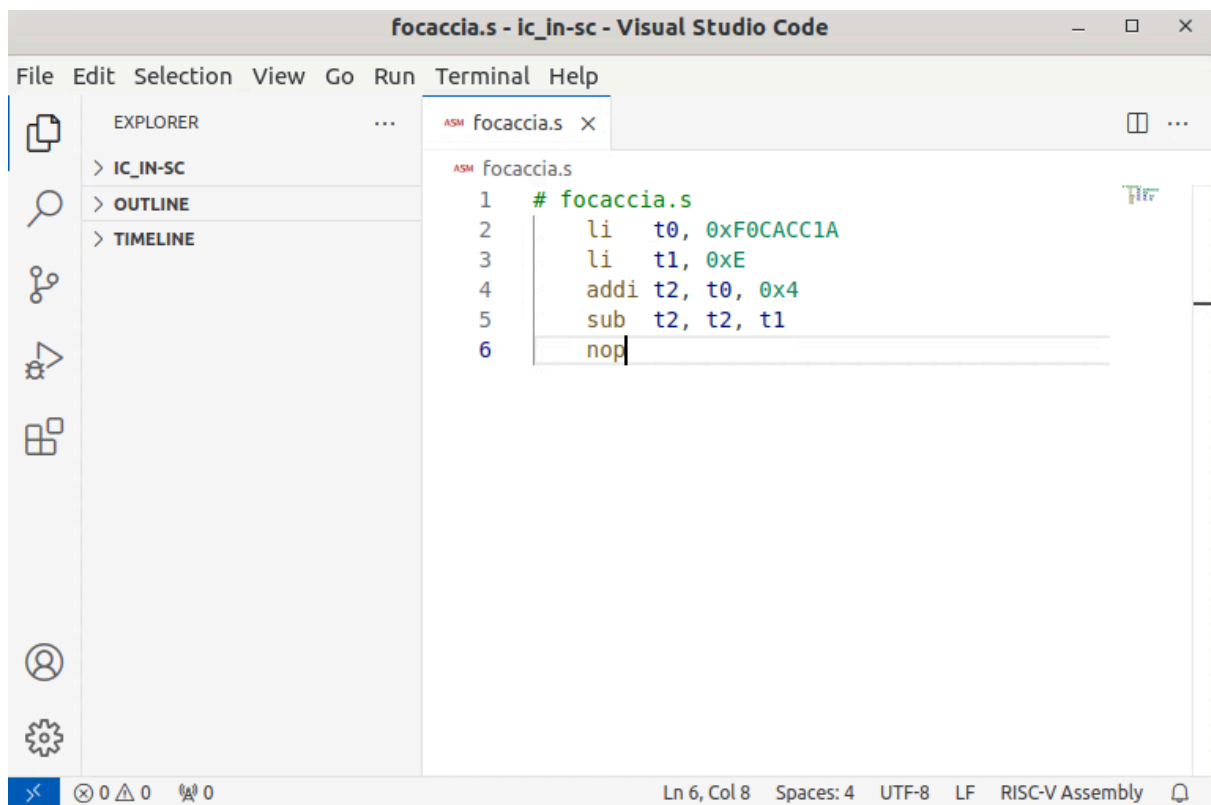 focaccia.s - ic_in-sc - Visual Studio Code
File Edit Selection View Go Run Terminal Help
EXPLORER
IC_IN-SC
OUTLINE
TIMELINE
ASM focaccia.s
ASM focaccia.s
1 # focaccia.s
2 li t0, 0xF0CACC1A
3 li t1, 0xE
4 addi t2, t0, 0x4
5 sub t2, t2, t1
6 nop
0 0 0 Ln 6, Col 8 Spaces: 4 UTF-8 LF RISC-V Assembly